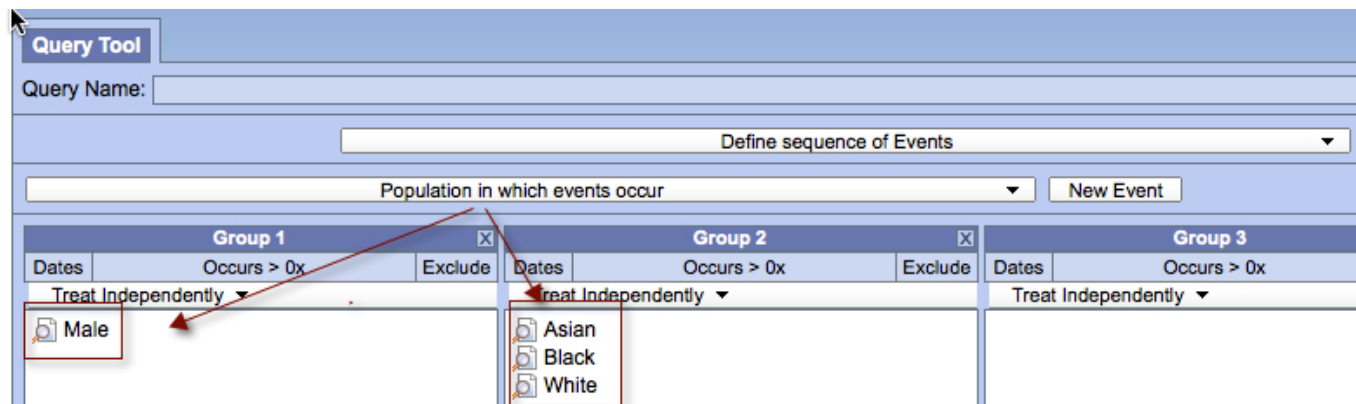 Query Tool
Query Name:
Define sequence of Events
Population in which events occur
New Event
Group 1 X
Dates Occurs > 0x Exclude
Treat Independently
Male
Group 2 X
Dates Occurs > 0x Exclude
Treat Independently
Asian
Black
White
Group 3
Dates Occurs > 0x
Treat Independently